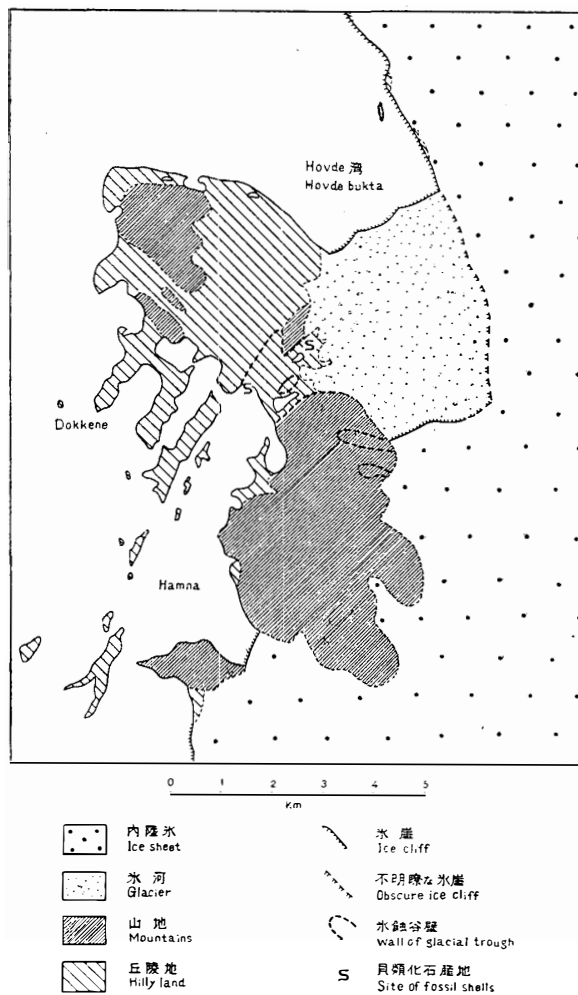 Hovde 湾
Hovde bukta
S
S
Dokkene
Hamna
0 1 2 3 4 5
Km
内陸氷
Ice sheet
氷河
Glacier
山地
Mountains
丘陵地
Hilly land
氷崖
Ice cliff
不明瞭な氷崖
Obscure ice cliff
氷蝕谷壁
Wall of glacial trough
S
貝類化石産地
Site of fossil shells